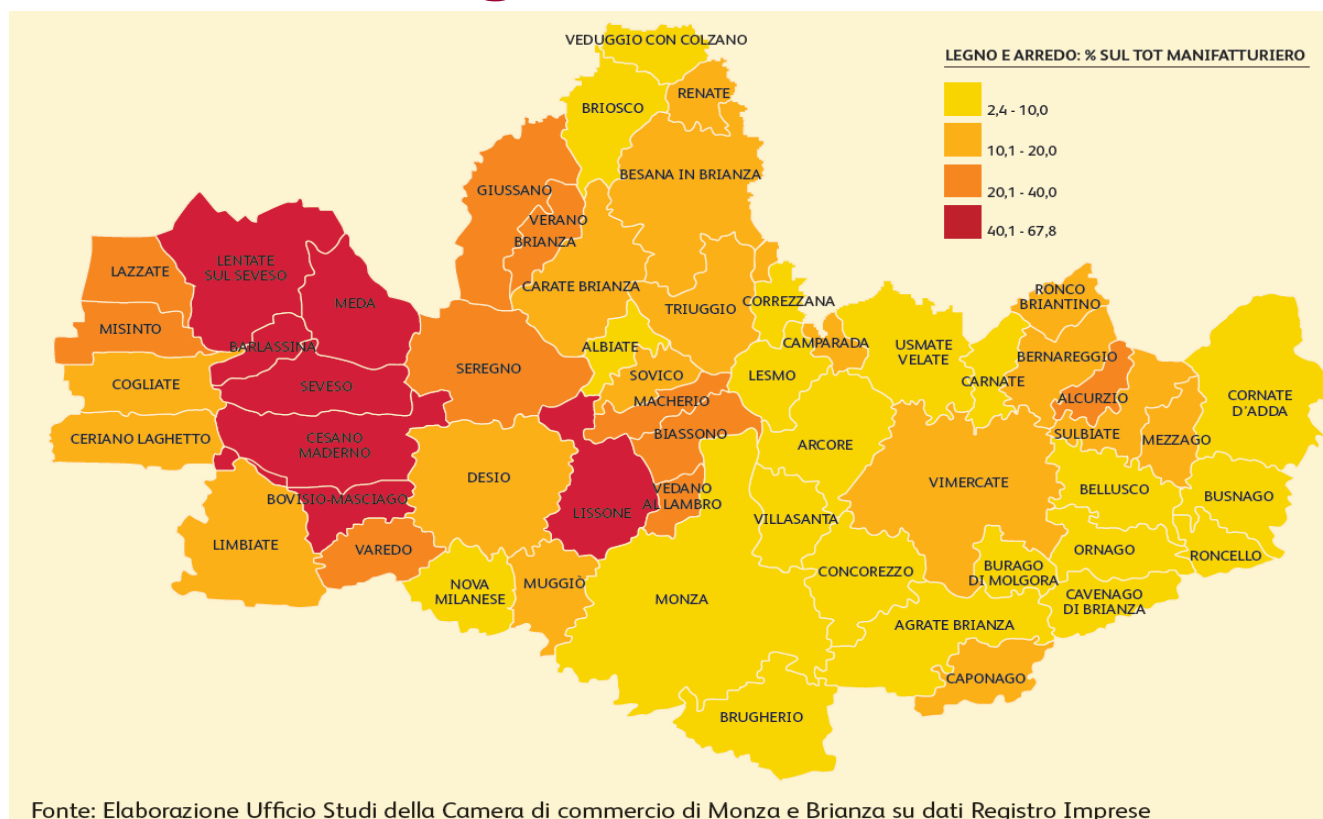 VEDUGGIO CON COLZANO
LEGNO E ARREDO: % SUL TOT MANIFATTURIERO
2,4 - 10,0
10,1 - 20,0
20,1 - 40,0
40,1 - 67,8
RENATE
BRIOSCO
BESANA IN BRIANZA
GIUSSANO
VERANO
BRIANZA
LENTATE
SUL SEVESO
LAZZATE
CARATE BRIANZA
RONCO
BRIANTINO
MEDA
CORREZZANA
TRIUGGIO
MISINTO
BARLASSINA
ALBIATE
CAMPARADA
USMATE
VELATE
BERNAREGGIO
SEREGNO
SOVICO
LESMO
CARNATE
COGLIATE
SEVESO
MACHERIO
ALCURZIO
CORNATE
D'ADDA
CERIANO LAGHETTO
CESANO
MADERNO
BIASSONO
ARCORE
SULBIATE
MEZZAGO
DESIO
VIMERCATE
BELLUSCO
BUSNAGO
BOVISIO-MASCIAGO
LISSONE
VEDANO
AL LAMBRO
VILLASANTA
LIMBIATE
VAREDO
ORNAGO
RONCELLO
NOVA
MILANESE
MUGGIÒ
CONCOREZZO
BURAGO
DI MOLGORA
MONZA
CAVENAGO
DI BRIANZA
AGRATE BRIANZA
CAPONAGO
BRUGHERIO
Fonte: Elaborazione Ufficio Studi della Camera di commercio di Monza e Brianza su dati Registro Imprese